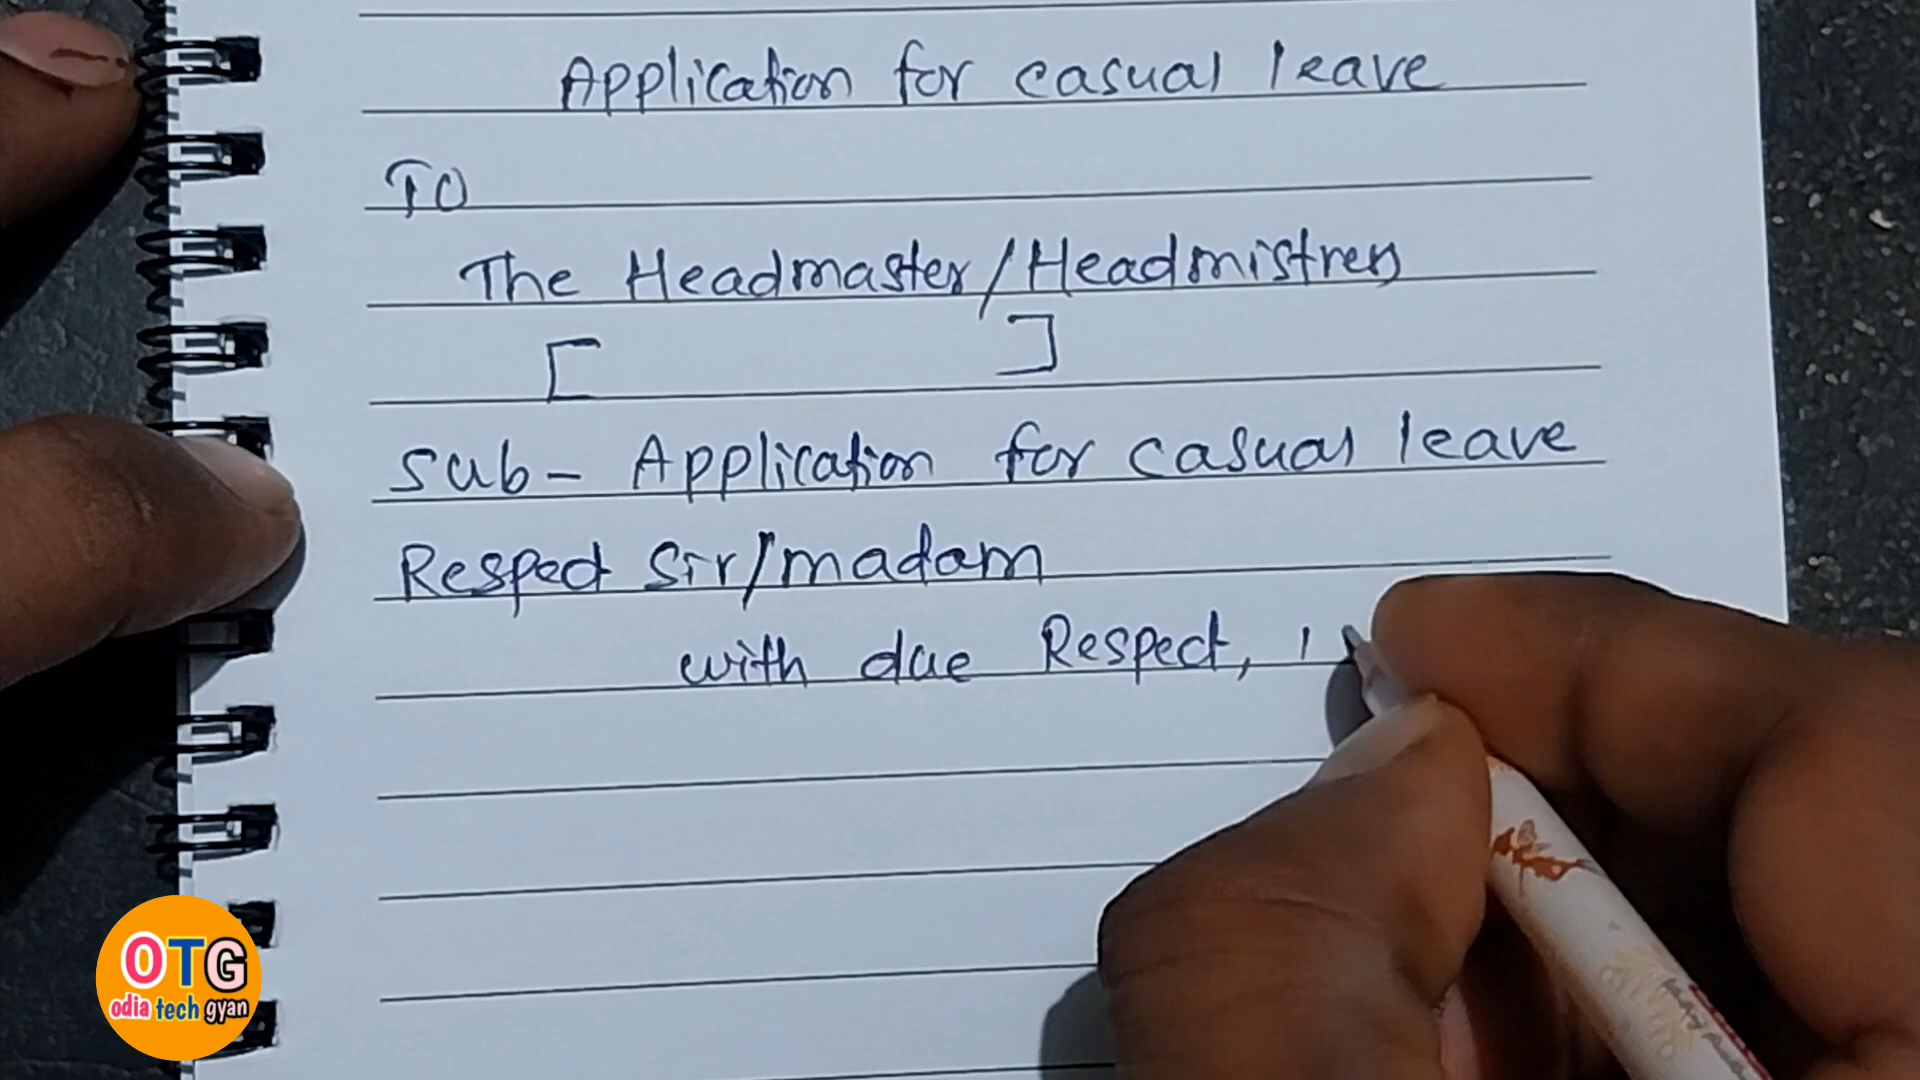 Application for casual leave
To
The Headmaster/Headmistress
[ ]
Sub- Application for casual leave
Respect Sir/madam
with due Respect, I
OTG
odia tech gyan